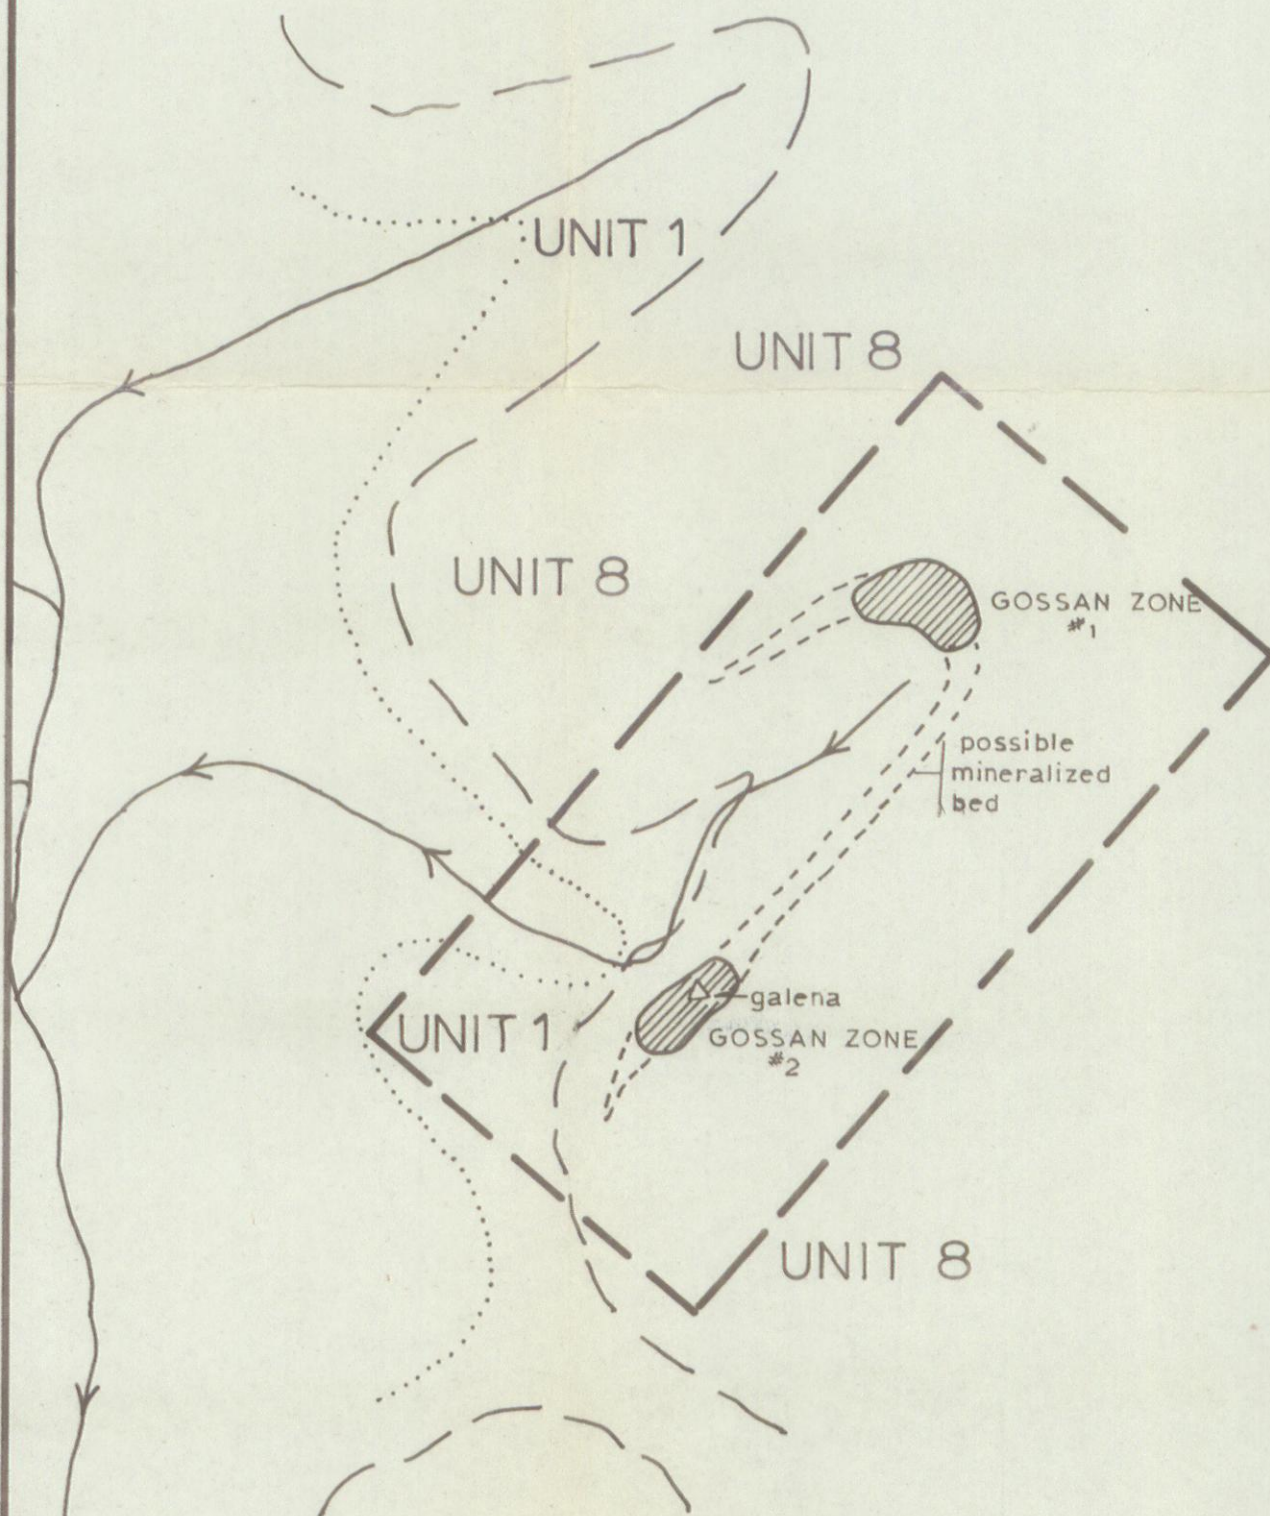 UNIT 1
UNIT 8
UNIT 8
GOSSAN ZONE
#1
possible
mineralized
bed
galena
UNIT 1
GOSSAN ZONE
#2
UNIT 8